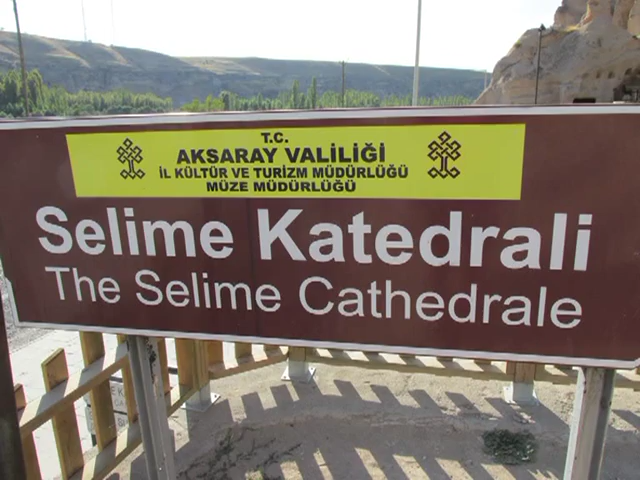 T.C.
AKSARAY VALİLİĞİ
İL KÜLTÜR VE TURİZM MÜDÜRLÜĞÜ
MÜZE MÜDÜRLÜĞÜ
Selime Katedrali
The Selime Cathedrale